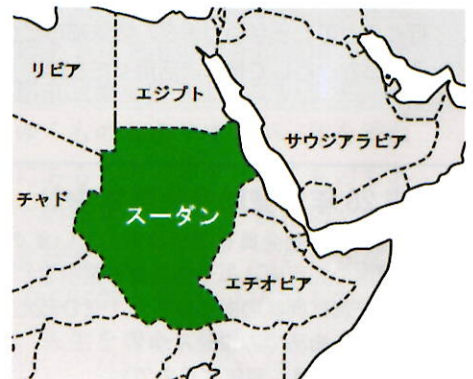 リビア
エジプト
サウジアラビア
チャド
スーダン
エチオピア